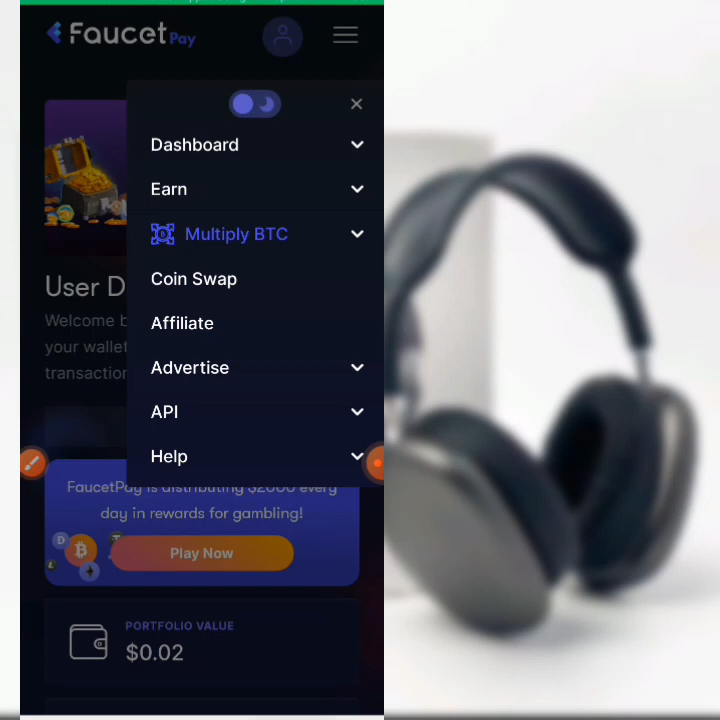 FaucetPay
Dashboard
Earn
Multiply BTC
Coin Swap
Affiliate
Advertise
API
Help
User D
Welcome b
your wallet
transaction
FaucetPay is distributing $2000 every
day in rewards for gambling!
Play Now
PORTFOLIO VALUE
$0.02